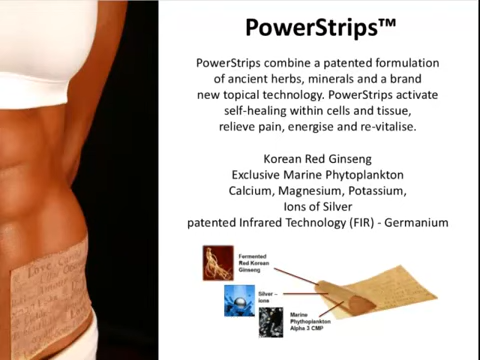 PowerStrips™
PowerStrips combine a patented formulation
of ancient herbs, minerals and a brand
new topical technology. PowerStrips activate
self-healing within cells and tissue,
relieve pain, energise and re-vitalise.
Korean Red Ginseng
Exclusive Marine Phytoplankton
Calcium, Magnesium, Potassium,
Ions of Silver
patented Infrared Technology (FIR) - Germanium
Fermented
Red Korean
Ginseng
Silver –
ions
Marine
Phythoplankton
Alpha 3 CMP
Love